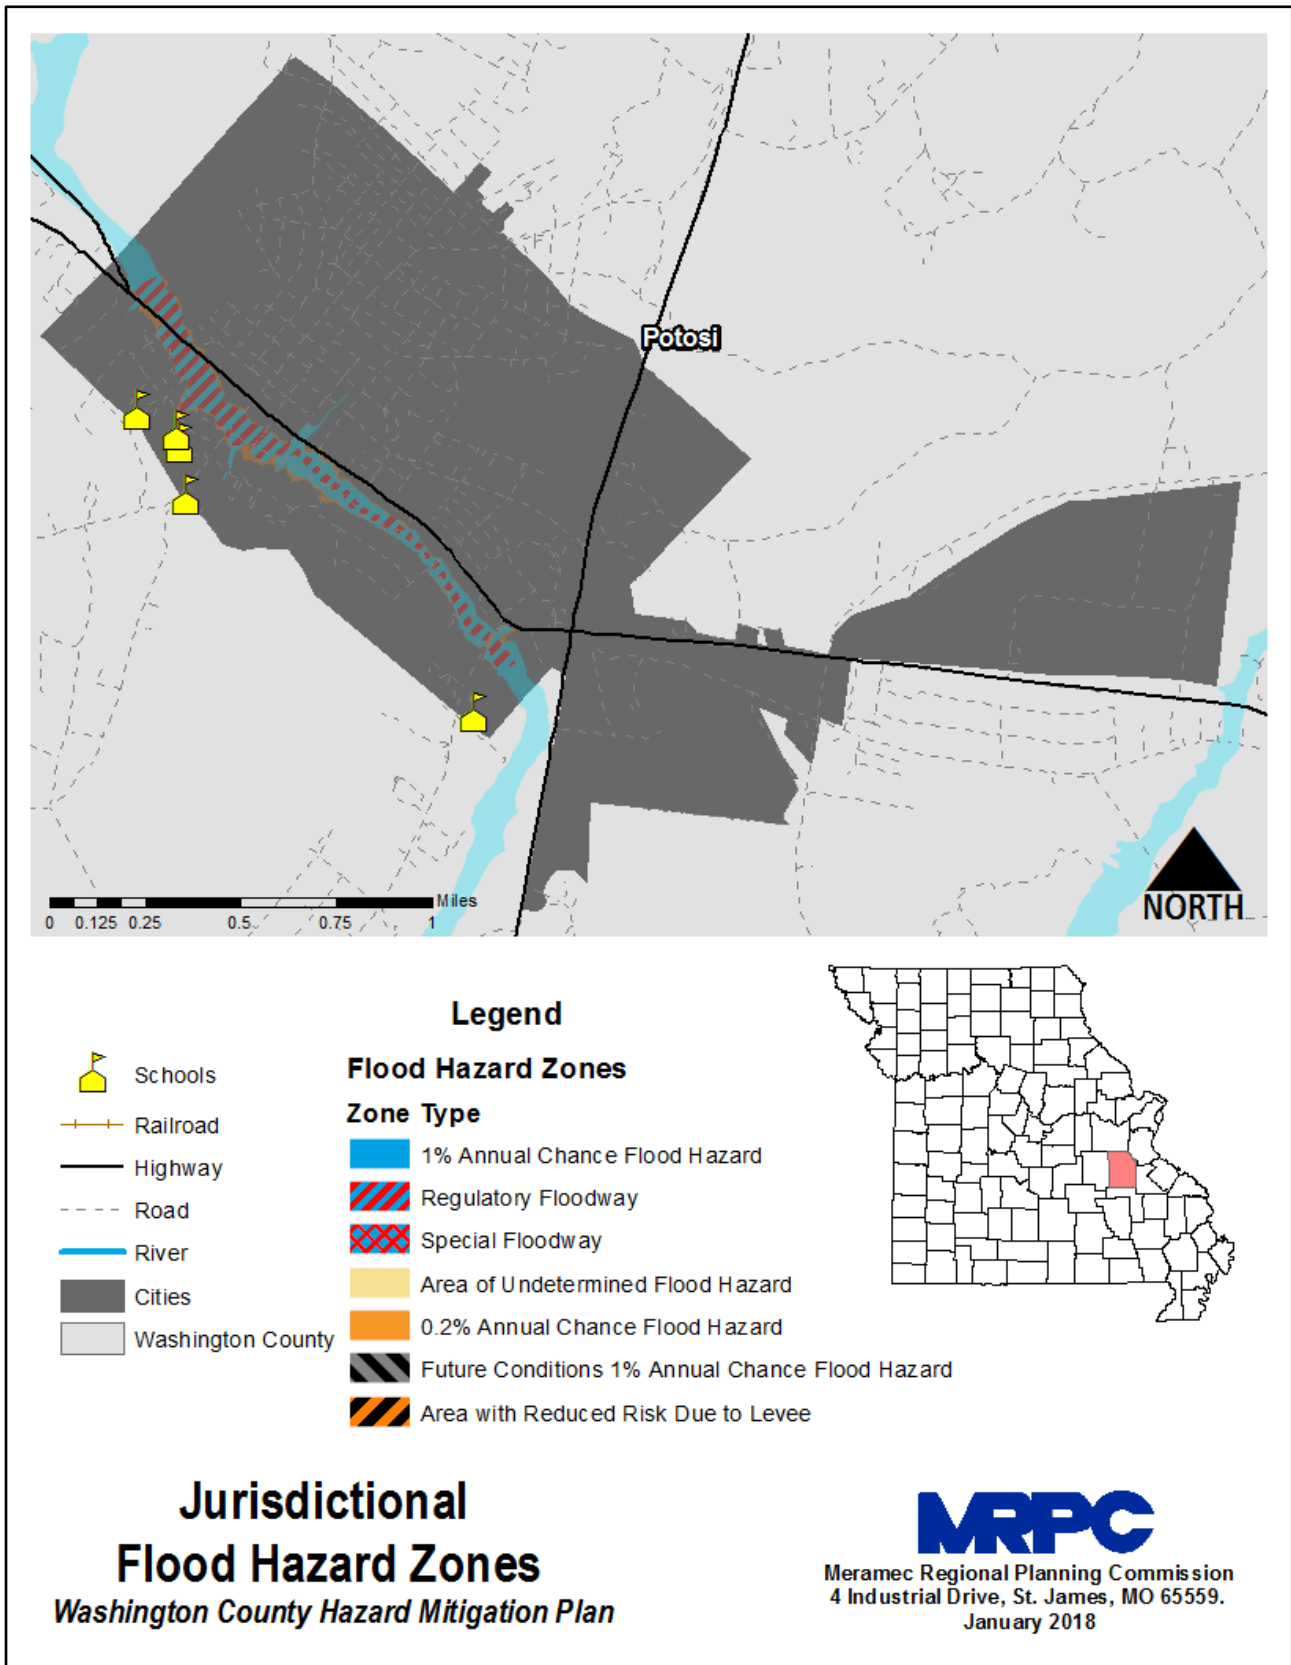 Potosi
Miles
0 0.125 0.25 0.5 0.75 1
NORTH
Legend
Schools
Railroad
Highway
Road
River
Cities
Washington County
Flood Hazard Zones
Zone Type
1% Annual Chance Flood Hazard
Regulatory Floodway
Special Floodway
Area of Undetermined Flood Hazard
0.2% Annual Chance Flood Hazard
Future Conditions 1% Annual Chance Flood Hazard
Area with Reduced Risk Due to Levee
Jurisdictional
Flood Hazard Zones
Washington County Hazard Mitigation Plan
MRPC
Meramec Regional Planning Commission
4 Industrial Drive, St. James, MO 65559.
January 2018